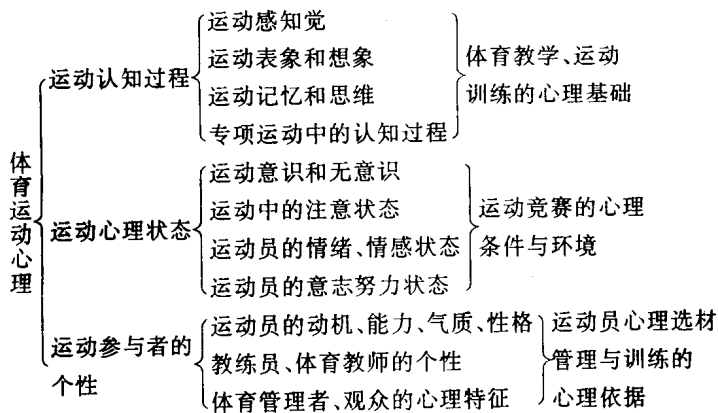 体育运动心理
运动认知过程
运动感知觉
运动表象和想象
运动记忆和思维
专项运动中的认知过程
体育教学、运动
训练的心理基础
运动心理状态
运动意识和无意识
运动中的注意状态
运动员的情绪、情感状态
运动员的意志努力状态
运动竞赛的心理
条件与环境
运动参与者的
个性
运动员的动机、能力、气质、性格
教练员、体育教师的个性
体育管理者、观众的心理特征
运动员心理选材
管理与训练的
心理依据